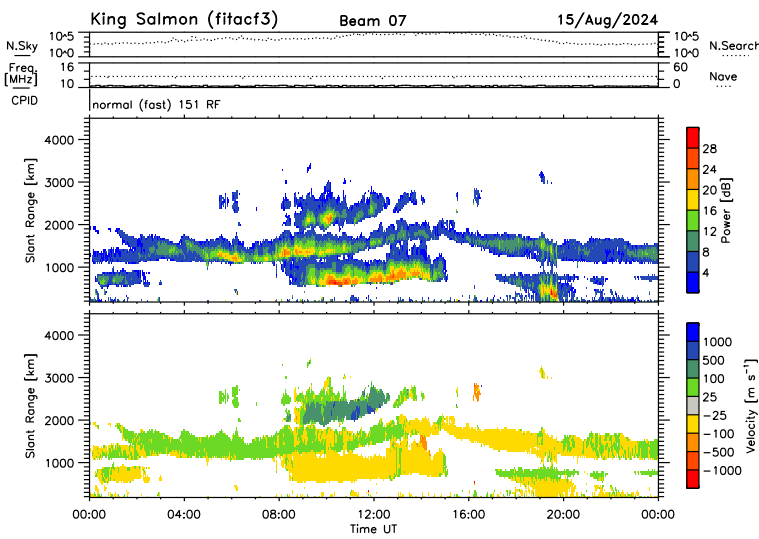 King Salmon (fitacf3) Beam 07 15/Aug/2024
N.Sky 10^5 10^0 10^5 10^0 N.Search
Freq. [MHz] 16 10 60 0 Nave
CPID normal (fast) 151 RF
Slant Range [km] 4000 3000 2000 1000
Power [dB] 28 24 20 16 12 8 4
Slant Range [km] 4000 3000 2000 1000
Velocity [m s⁻¹] 1000 500 100 25 −25 −100 −500 −1000
00:00 04:00 08:00 12:00 16:00 20:00 00:00
Time UT